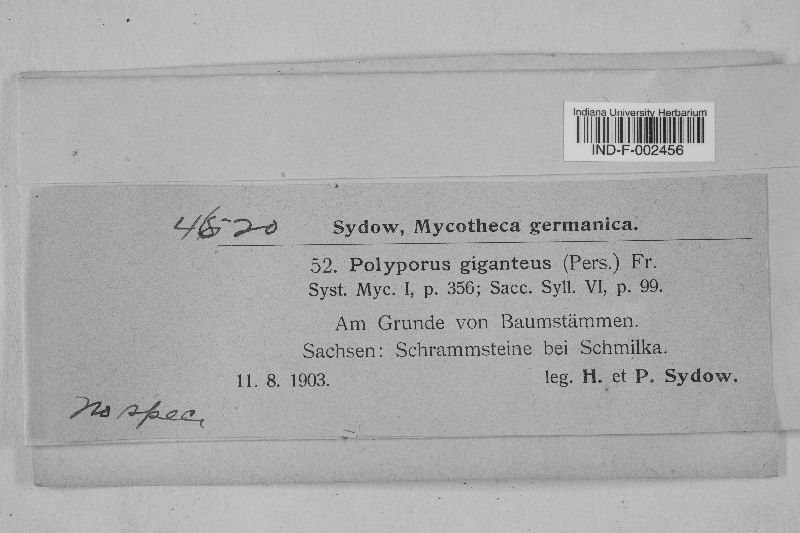 Indiana University Herbarium
IND-F-002456
Sydow, Mycotheca germanica.
52. Polyporus giganteus (Pers.) Fr.
Syst. Myc. I, p. 356; Sacc. Syll. VI, p. 99.
Am Grunde von Baumstämmen.
Sachsen: Schrammsteine bei Schmilka.
11. 8. 1903. leg. H. et P. Sydow.
No spec.